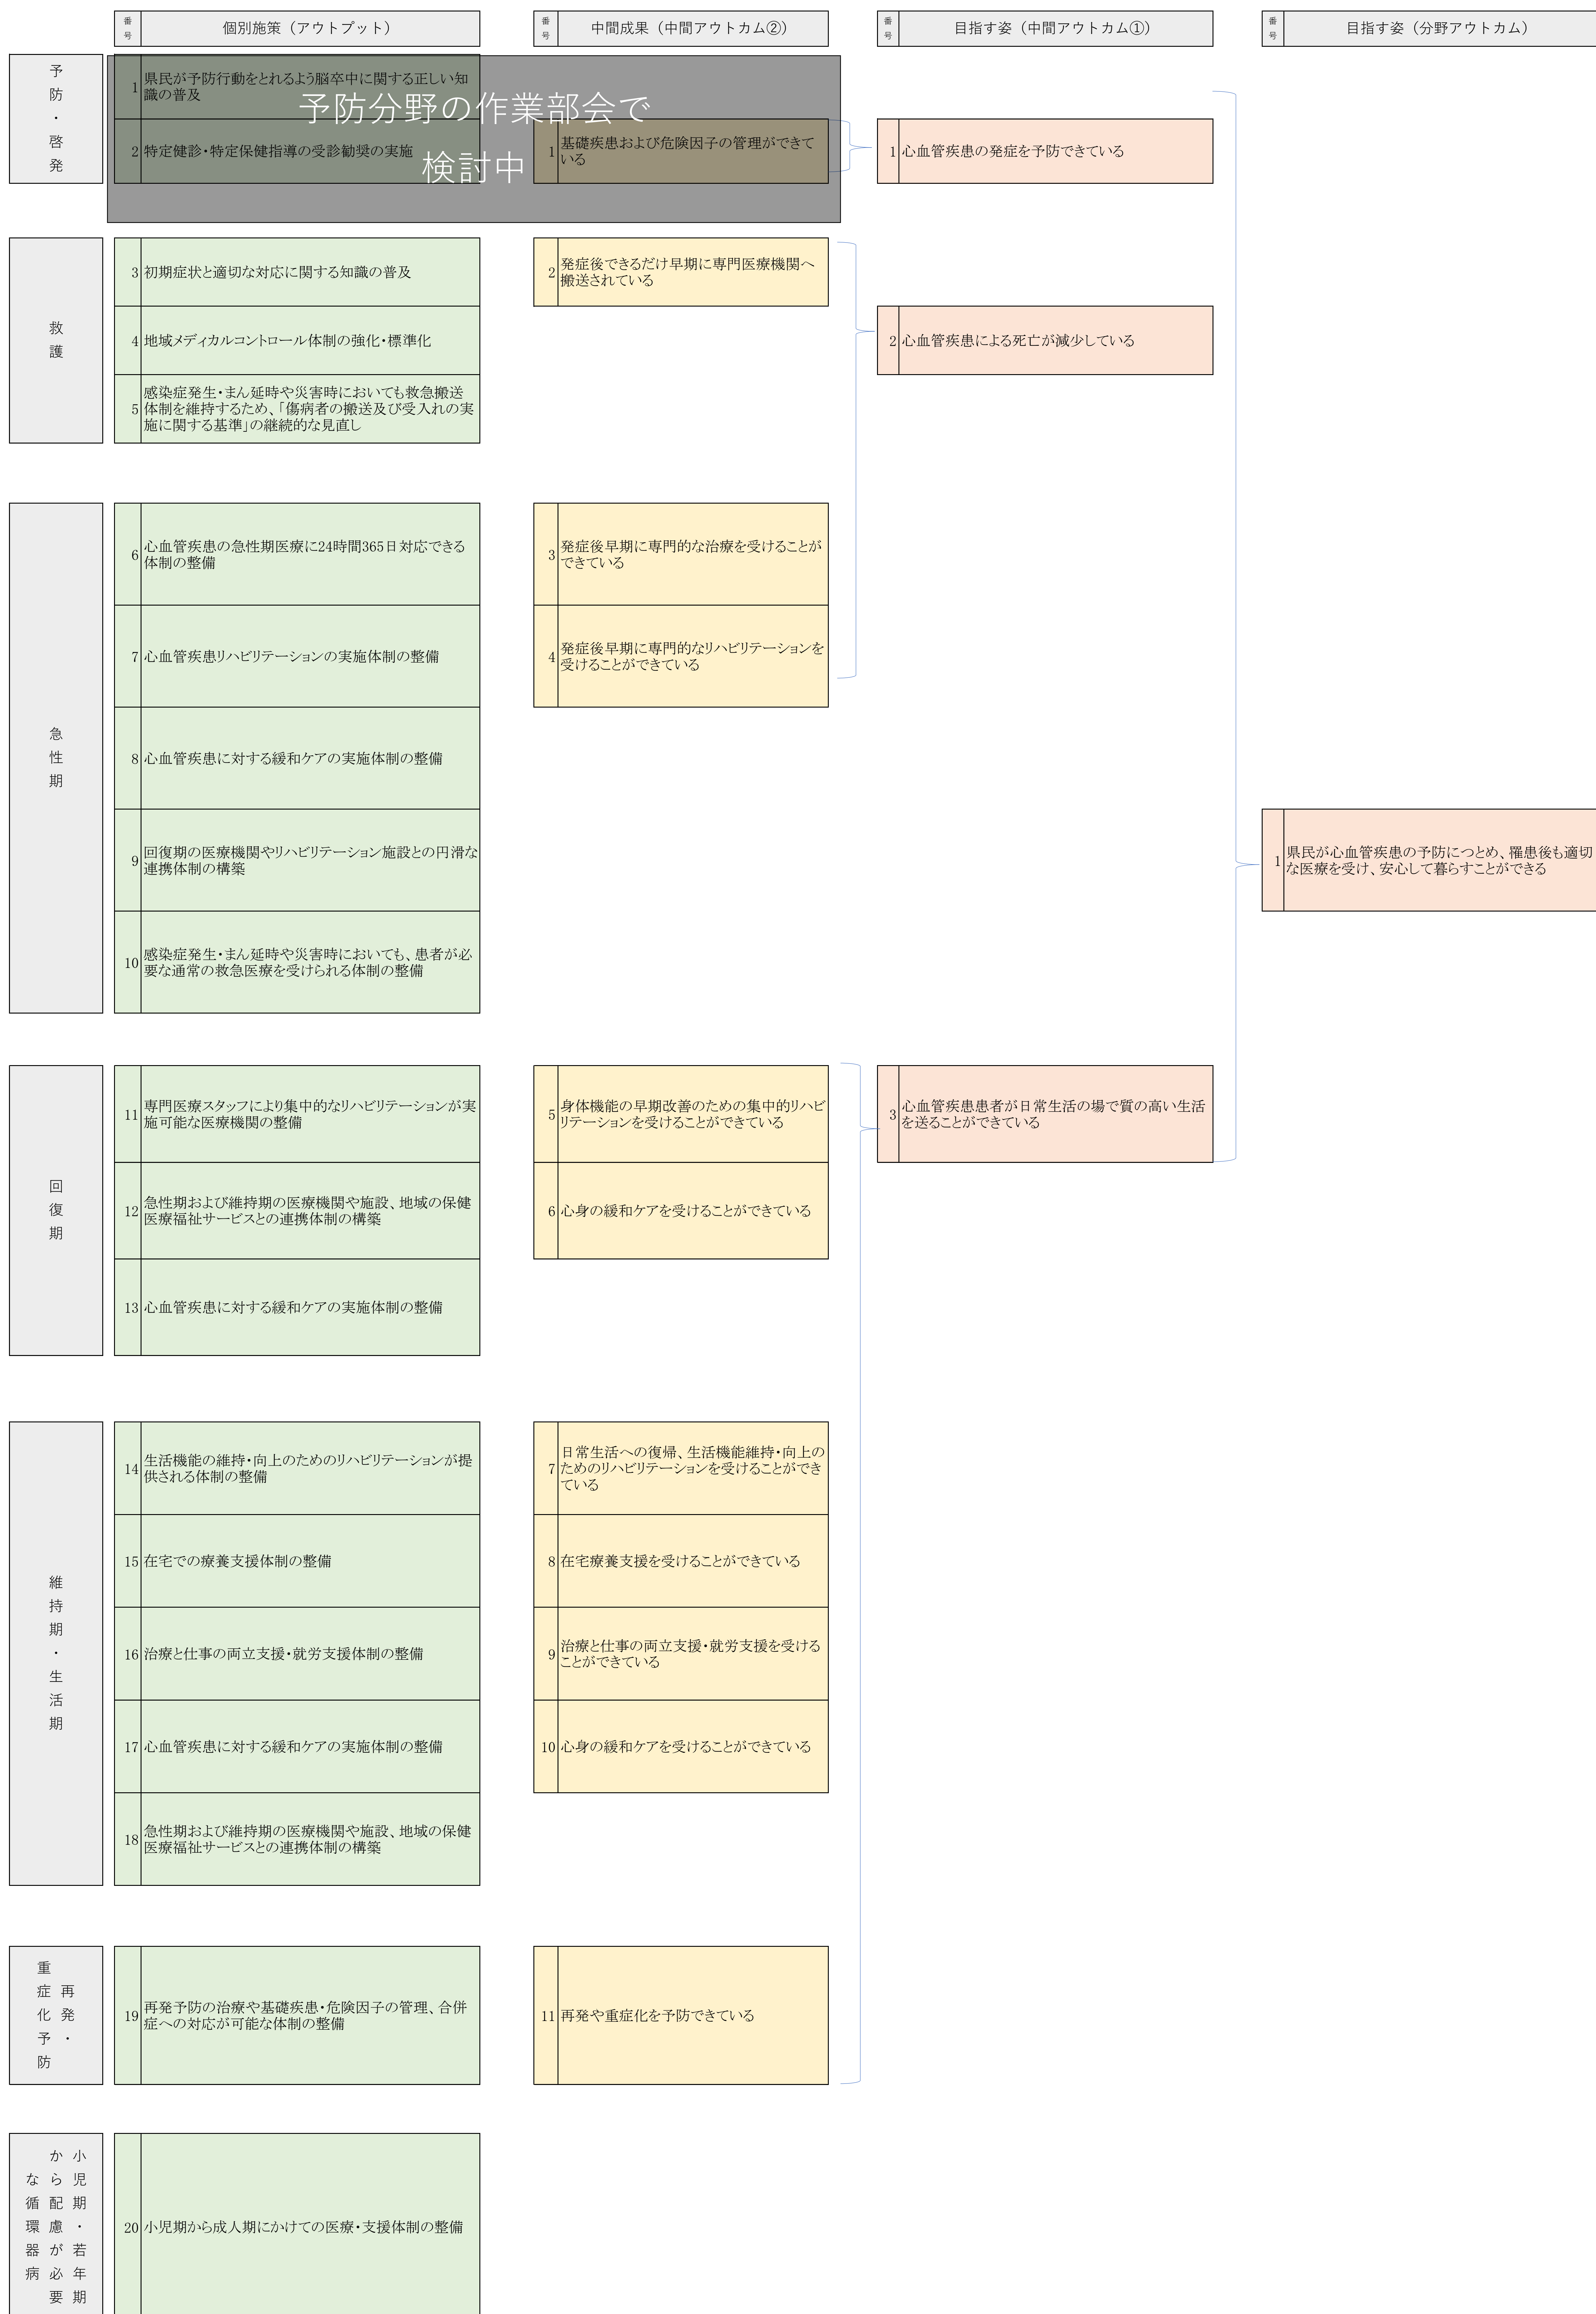 番号
個別施策（アウトプット）
番号
中間成果（中間アウトカム②）
番号
目指す姿（中間アウトカム①）
番号
目指す姿（分野アウトカム）
予防・啓発
1
県民が予防行動をとれるよう脳卒中に関する正しい知
識の普及
2
特定健診・特定保健指導の受診勧奨の実施
予防分野の作業部会で
検討中
1
基礎疾患および危険因子の管理ができて
いる
1
心血管疾患の発症を予防できている
救護
3
初期症状と適切な対応に関する知識の普及
2
発症後できるだけ早期に専門医療機関へ
搬送されている
4
地域メディカルコントロール体制の強化・標準化
2
心血管疾患による死亡が減少している
5
感染症発生・まん延時や災害時においても救急搬送
体制を維持するため、「傷病者の搬送及び受入れの実
施に関する基準」の継続的な見直し
急性期
6
心血管疾患の急性期医療に24時間365日対応できる
体制の整備
3
発症後早期に専門的な治療を受けることが
できている
7
心血管疾患リハビリテーションの実施体制の整備
4
発症後早期に専門的なリハビリテーションを
受けることができている
8
心血管疾患に対する緩和ケアの実施体制の整備
9
回復期の医療機関やリハビリテーション施設との円滑な
連携体制の構築
1
県民が心血管疾患の予防につとめ、罹患後も適切
な医療を受け、安心して暮らすことができる
10
感染症発生・まん延時や災害時においても、患者が必
要な通常の救急医療を受けられる体制の整備
回復期
11
専門医療スタッフにより集中的なリハビリテーションが実
施可能な医療機関の整備
5
身体機能の早期改善のための集中的リハビ
リテーションを受けることができている
3
心血管疾患患者が日常生活の場で質の高い生活
を送ることができている
12
急性期および維持期の医療機関や施設、地域の保健
医療福祉サービスとの連携体制の構築
6
心身の緩和ケアを受けることができている
13
心血管疾患に対する緩和ケアの実施体制の整備
維持期・生活期
14
生活機能の維持・向上のためのリハビリテーションが提
供される体制の整備
7
日常生活への復帰、生活機能維持・向上の
ためのリハビリテーションを受けることができ
ている
15
在宅での療養支援体制の整備
8
在宅療養支援を受けることができている
16
治療と仕事の両立支援・就労支援体制の整備
9
治療と仕事の両立支援・就労支援を受ける
ことができている
17
心血管疾患に対する緩和ケアの実施体制の整備
10
心身の緩和ケアを受けることができている
18
急性期および維持期の医療機関や施設、地域の保健
医療福祉サービスとの連携体制の構築
再発・
重症化予防
19
再発予防の治療や基礎疾患・危険因子の管理、合併
症への対応が可能な体制の整備
11
再発や重症化を予防できている
小児期・若年期
から配慮が必要
な循環器病
20
小児期から成人期にかけての医療・支援体制の整備